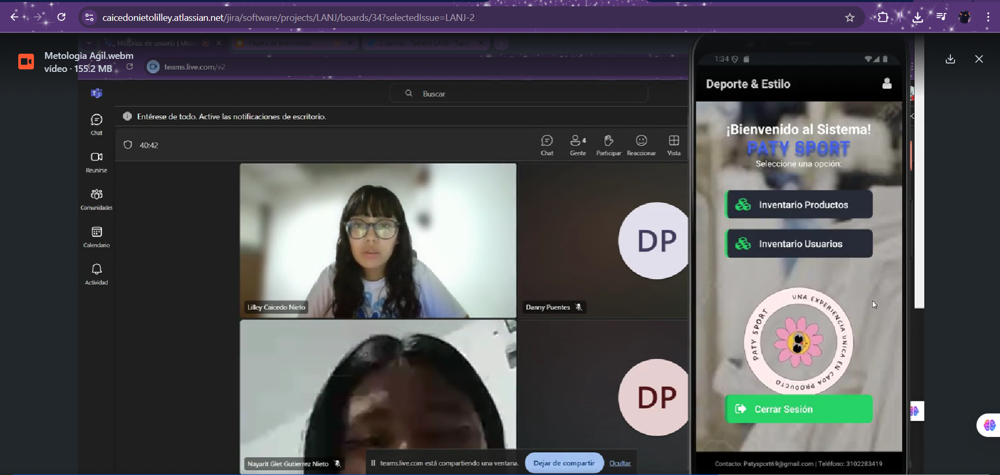 caicedonietolilley.atlassian.net/jira/software/projects/LANJ/boards/34?selectedIssue=LANJ-2
Historias de usuario | Micro
Página de bienvenida
2 sprints - Tablero LANJ - Table
Metologia Agil.webm
vídeo · 155.2 MB
teams.live.com/v2
Buscar
Entérese de todo. Active las notificaciones de escritorio.
40:42
Chat
Gente
4
Participar
Reaccionar
Vista
Chat
Reunirse
Comunidades
Calendario
Actividad
Lilley Caicedo Nieto
DP
Danny Puentes
Nayarit Glet Gutierrez Nieto
DP
teams.live.com está compartiendo una ventana.
Dejar de compartir
Ocultar
1:34
Deporte & Estilo
¡Bienvenido al Sistema!
PATY SPORT
Seleccione una opción:
Inventario Productos
Inventario Usuarios
PATY SPORT
UNA EXPERIENCIA UNICA EN CADA PRODUCTO
Cerrar Sesión
Contacto: Patysport69@gmail.com | Teléfono: 3102283419